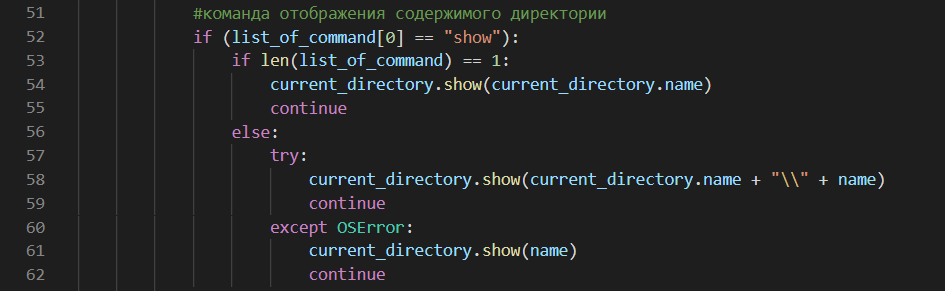 51 #команда отображения содержимого директории
52 if (list_of_command[0] == "show"):
53 if len(list_of_command) == 1:
54 current_directory.show(current_directory.name)
55 continue
56 else:
57 try:
58 current_directory.show(current_directory.name + "\\" + name)
59 continue
60 except OSError:
61 current_directory.show(name)
62 continue